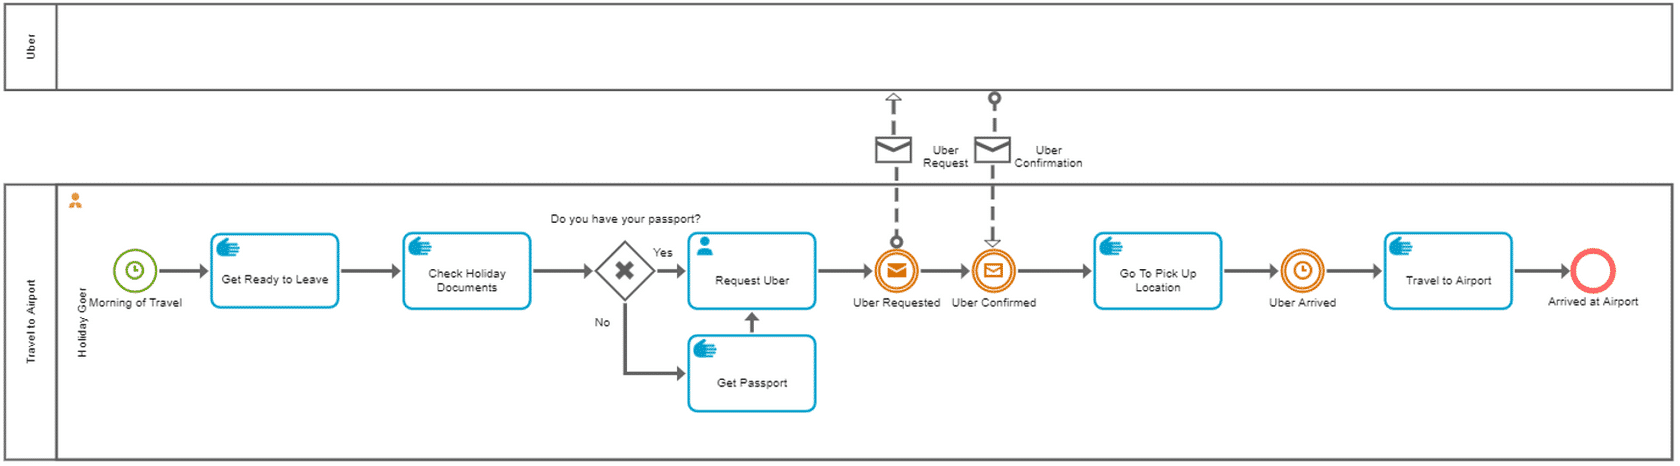 Uber
Uber
Request
Uber
Confirmation
Travel to Airport
Holiday Goer
Do you have your passport?
Yes
No
Morning of Travel
Get Ready to Leave
Check Holiday
Documents
Request Uber
Get Passport
Uber Requested
Uber Confirmed
Go To Pick Up
Location
Uber Arrived
Travel to Airport
Arrived at Airport